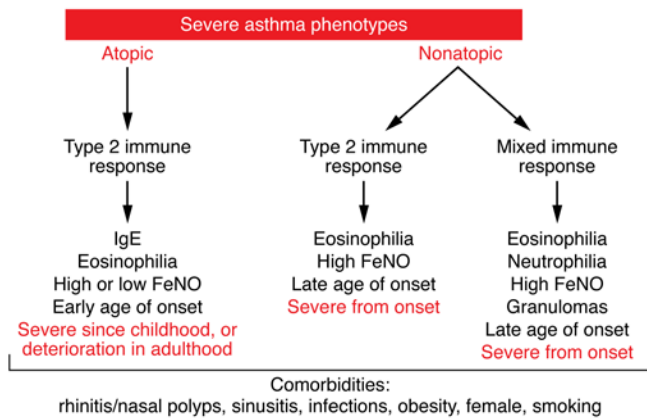 Severe asthma phenotypes
Atopic
Nonatopic
Type 2 immune
response
Type 2 immune
response
Mixed immune
response
IgE
Eosinophilia
High or low FeNO
Early age of onset
Severe since childhood, or
deterioration in adulthood
Eosinophilia
High FeNO
Late age of onset
Severe from onset
Eosinophilia
Neutrophilia
High FeNO
Granulomas
Late age of onset
Severe from onset
Comorbidities:
rhinitis/nasal polyps, sinusitis, infections, obesity, female, smoking